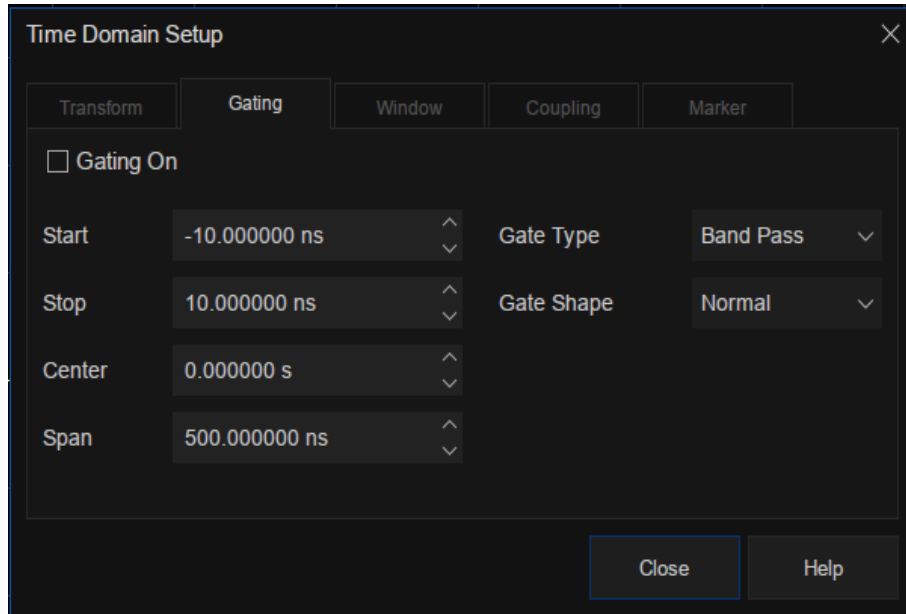 Time Domain Setup
Transform Gating Window Coupling Marker
Gating On
Start -10.000000 ns Gate Type Band Pass
Stop 10.000000 ns Gate Shape Normal
Center 0.000000 s
Span 500.000000 ns
Close Help